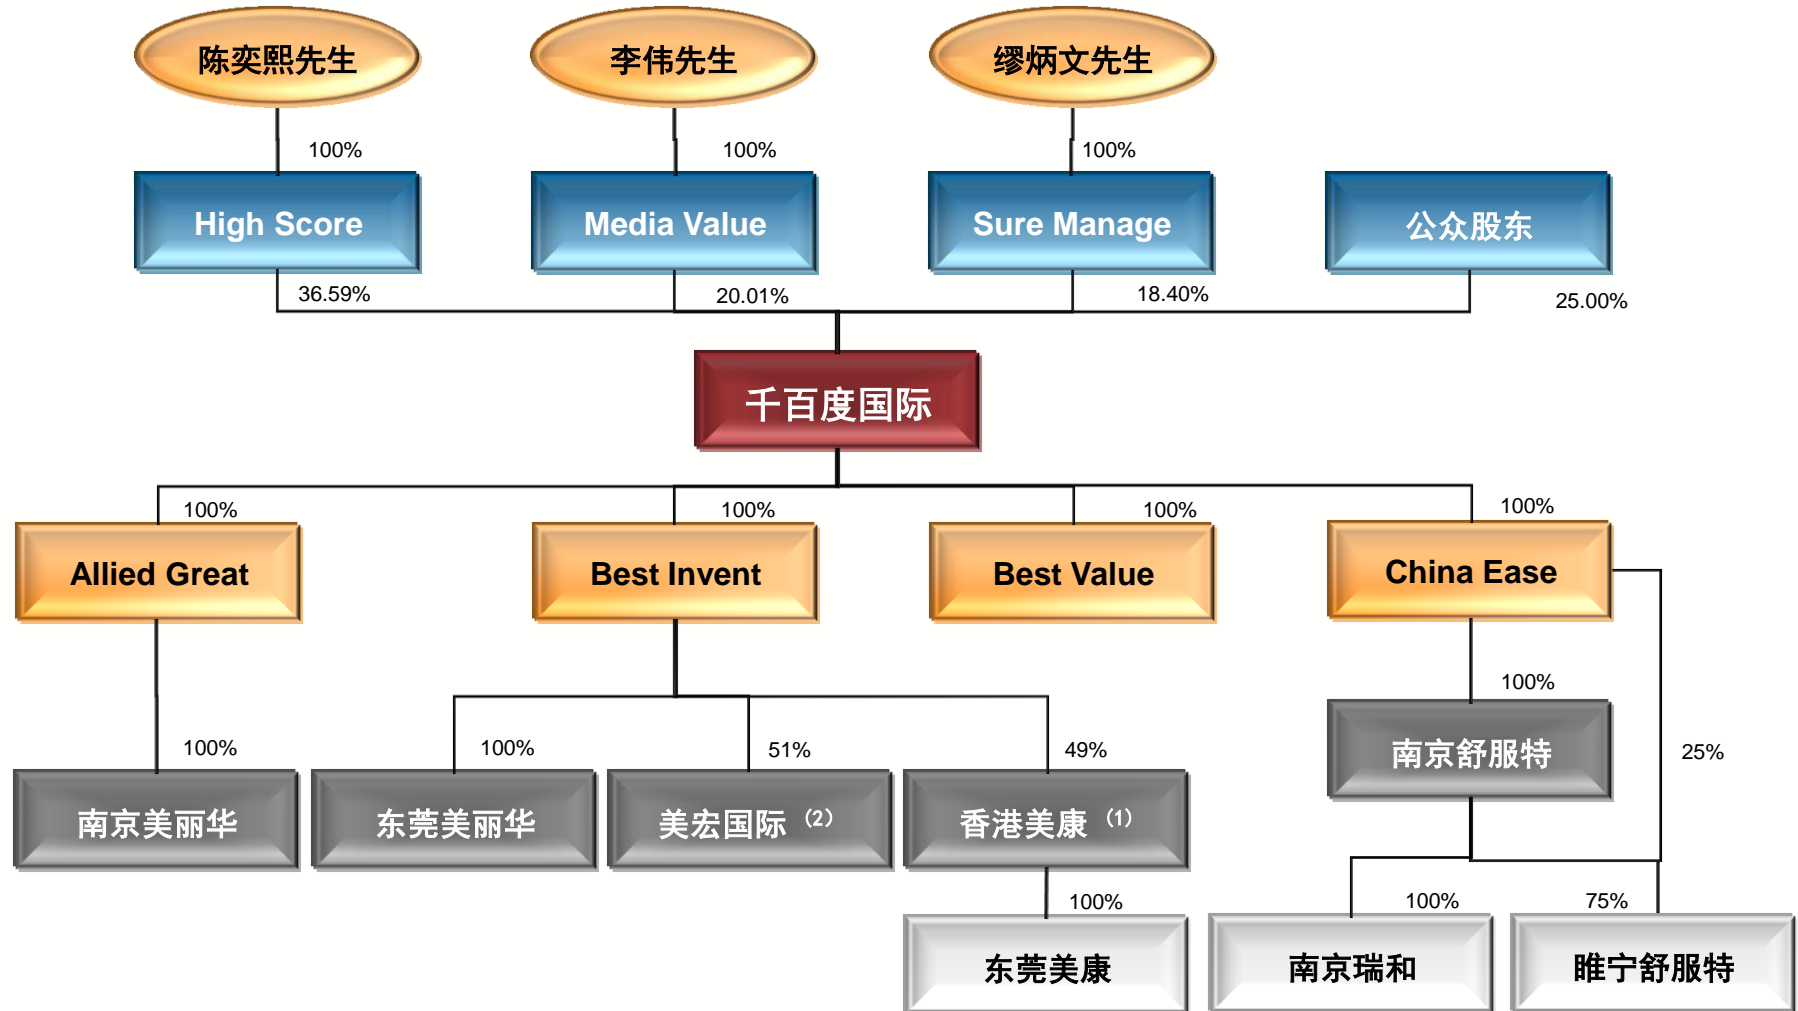 陈奕熙先生
李伟先生
缪炳文先生
100%
100%
100%
High Score
Media Value
Sure Manage
公众股东
36.59%
20.01%
18.40%
25.00%
千百度国际
100%
100%
100%
100%
Allied Great
Best Invent
Best Value
China Ease
100%
南京舒服特
25%
100%
100%
51%
49%
南京美丽华
东莞美丽华
美宏国际 (2)
香港美康 (1)
100%
100%
75%
东莞美康
南京瑞和
睢宁舒服特